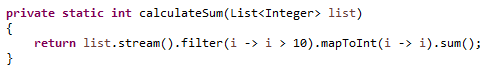 private static int calculateSum(List<Integer> list)
{
    return list.stream().filter(i -> i > 10).mapToInt(i -> i).sum();
}